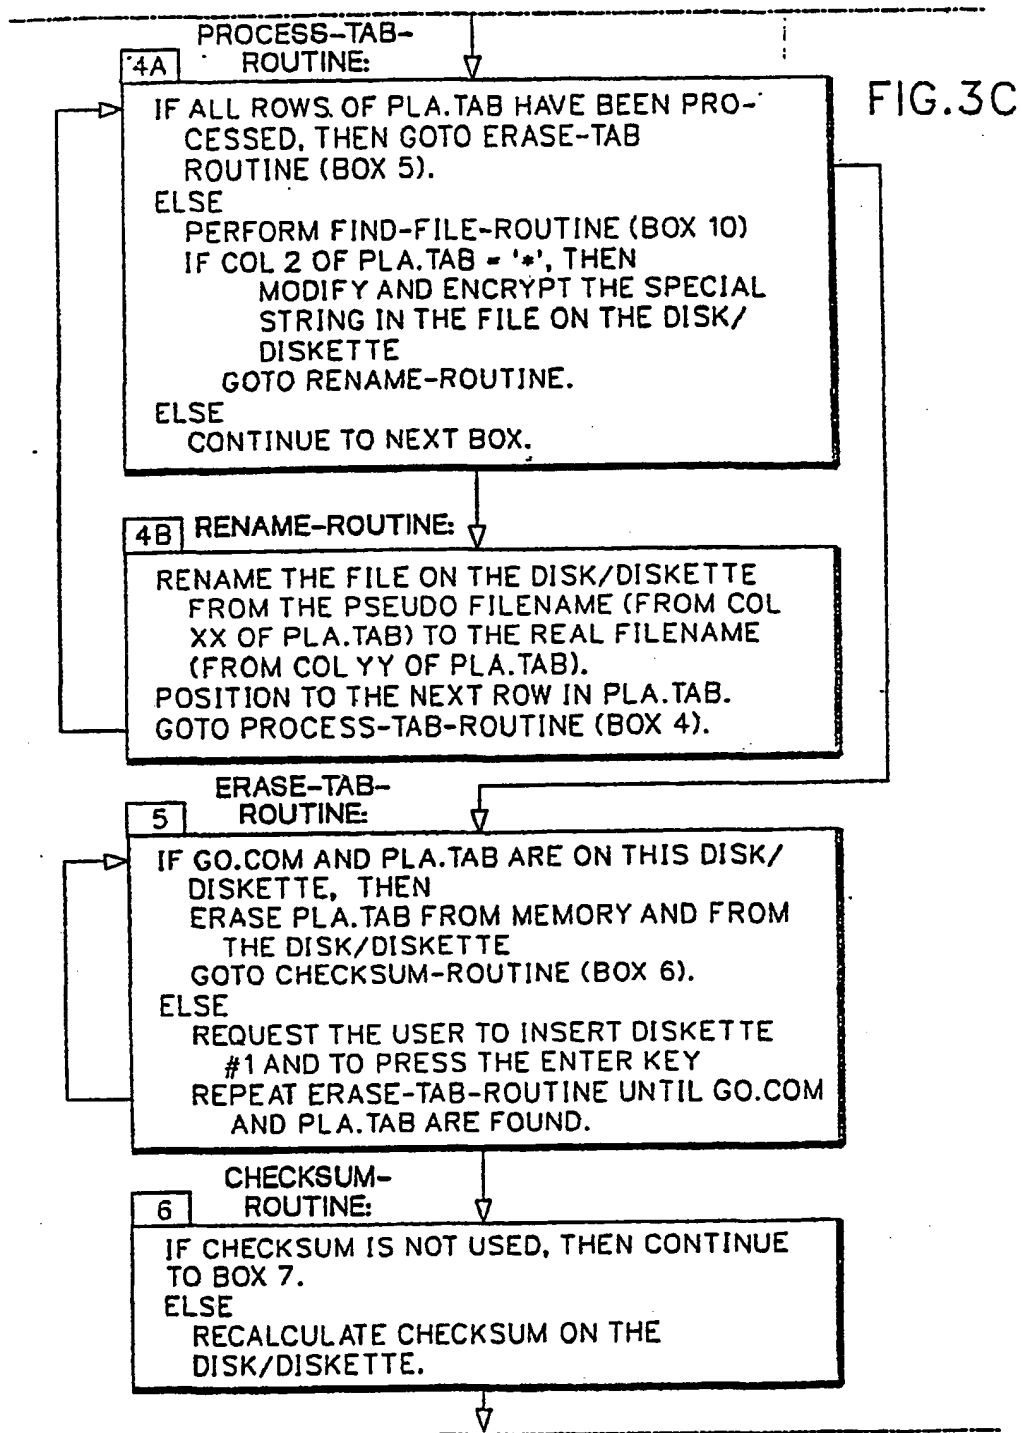 PROCESS-TAB-
ROUTINE:
4A
FIG.3C
IF ALL ROWS OF PLA.TAB HAVE BEEN PRO-
CESSED, THEN GOTO ERASE-TAB
ROUTINE (BOX 5).
ELSE
PERFORM FIND-FILE-ROUTINE (BOX 10)
IF COL 2 OF PLA.TAB = '*', THEN
MODIFY AND ENCRYPT THE SPECIAL
STRING IN THE FILE ON THE DISK/
DISKETTE
GOTO RENAME-ROUTINE.
ELSE
CONTINUE TO NEXT BOX.
4B RENAME-ROUTINE:
RENAME THE FILE ON THE DISK/DISKETTE
FROM THE PSEUDO FILENAME (FROM COL
XX OF PLA.TAB) TO THE REAL FILENAME
(FROM COL YY OF PLA.TAB).
POSITION TO THE NEXT ROW IN PLA.TAB.
GOTO PROCESS-TAB-ROUTINE (BOX 4).
ERASE-TAB-
ROUTINE:
5
IF GO.COM AND PLA.TAB ARE ON THIS DISK/
DISKETTE, THEN
ERASE PLA.TAB FROM MEMORY AND FROM
THE DISK/DISKETTE
GOTO CHECKSUM-ROUTINE (BOX 6).
ELSE
REQUEST THE USER TO INSERT DISKETTE
#1 AND TO PRESS THE ENTER KEY
REPEAT ERASE-TAB-ROUTINE UNTIL GO.COM
AND PLA.TAB ARE FOUND.
CHECKSUM-
ROUTINE:
6
IF CHECKSUM IS NOT USED, THEN CONTINUE
TO BOX 7.
ELSE
RECALCULATE CHECKSUM ON THE
DISK/DISKETTE.